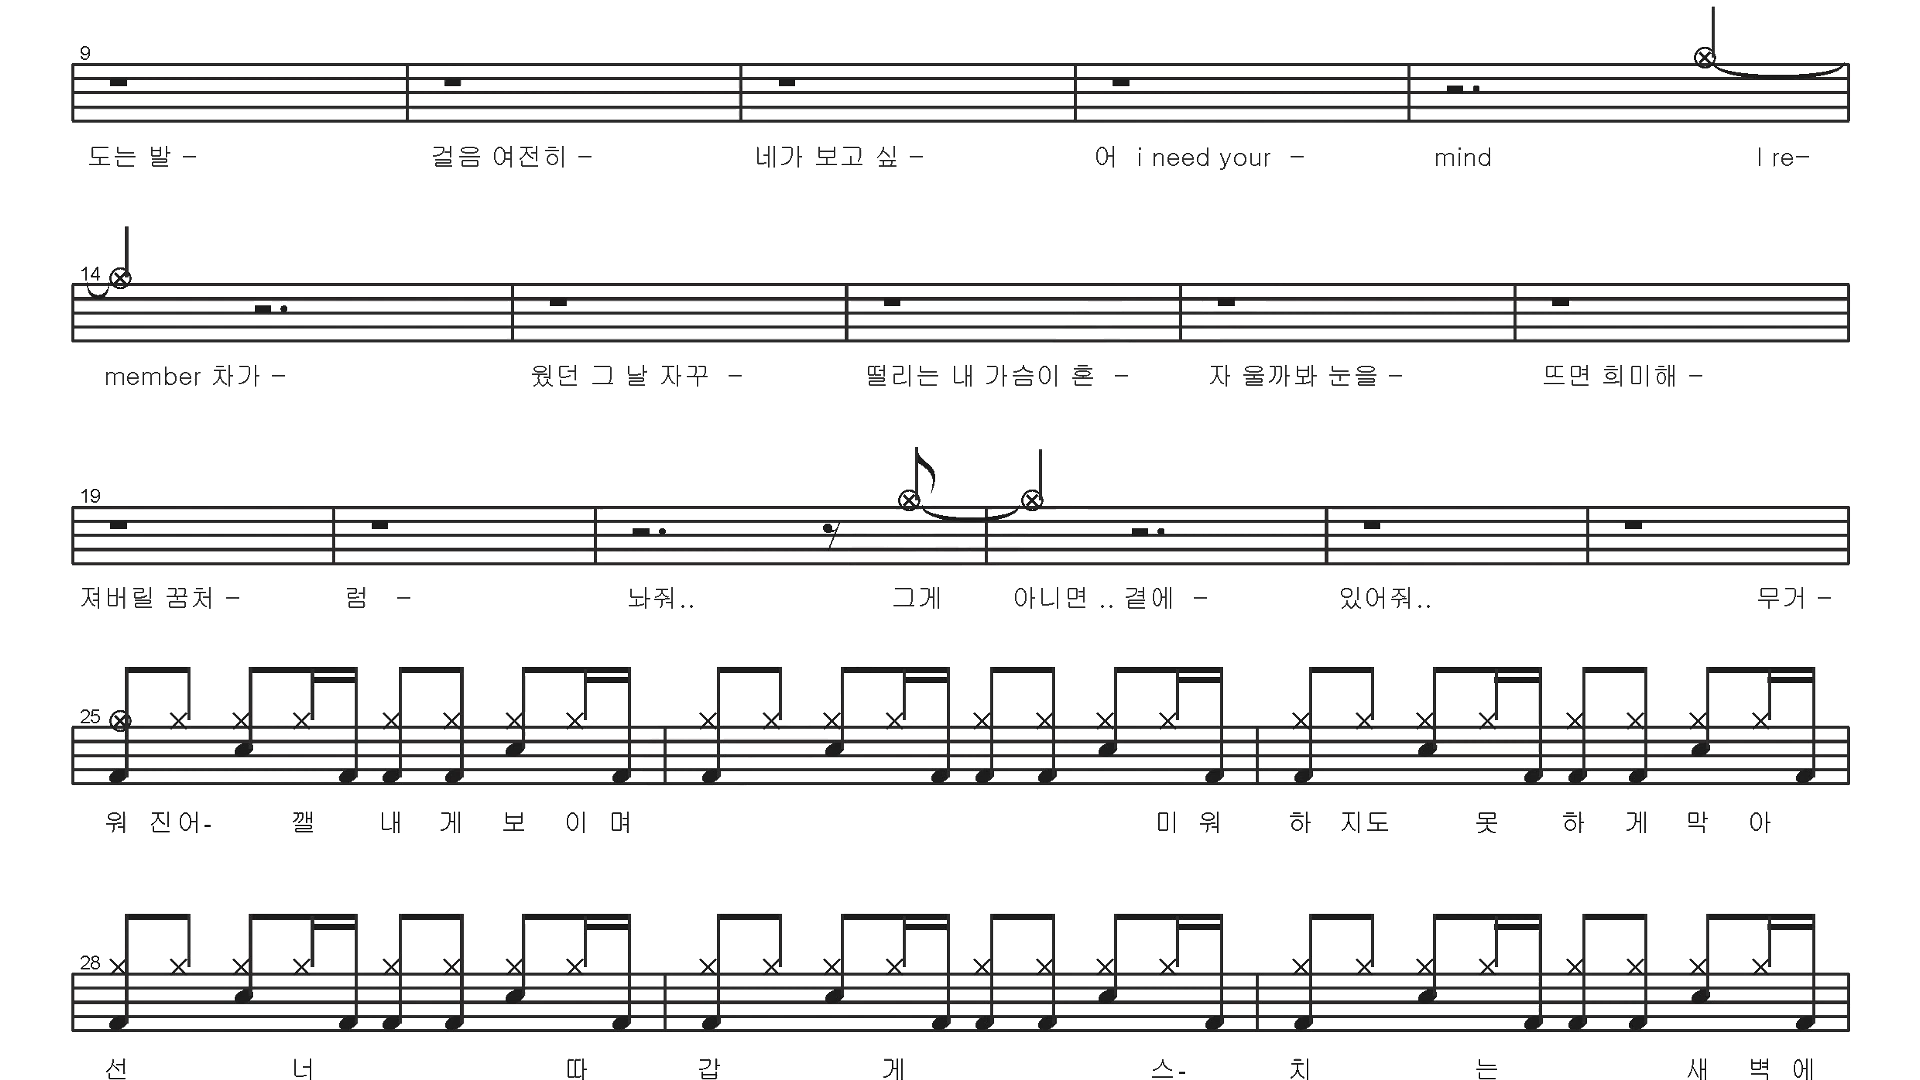 9
도는 발 – 걸음 여전히 – 네가 보고 싶 – 어 i need your – mind I re–
14
member 차가 – 웠던 그 날 자꾸 – 떨리는 내 가슴이 혼 – 자 울까봐 눈을 – 뜨면 희미해 –
19
져버릴 꿈처 – 럼 – 놔줘.. 그게 아니면 .. 곁에 – 있어줘.. 무거 –
25
워 진어- 깰 내 게 보 이 며 미 워 하 지도 못 하 게 막 아
28
선 너 따 갑 게 스- 치 는 새 벽 에